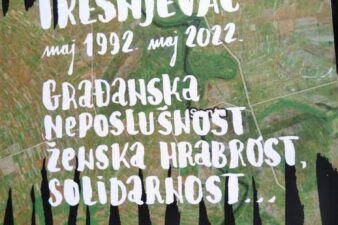 TREŠNJEVAC
maj 1992. maj 2022.
GRAĐANSKA
NEPOSLUŠNOST
ŽENSKA HRABROST,
SOLIDARNOST...